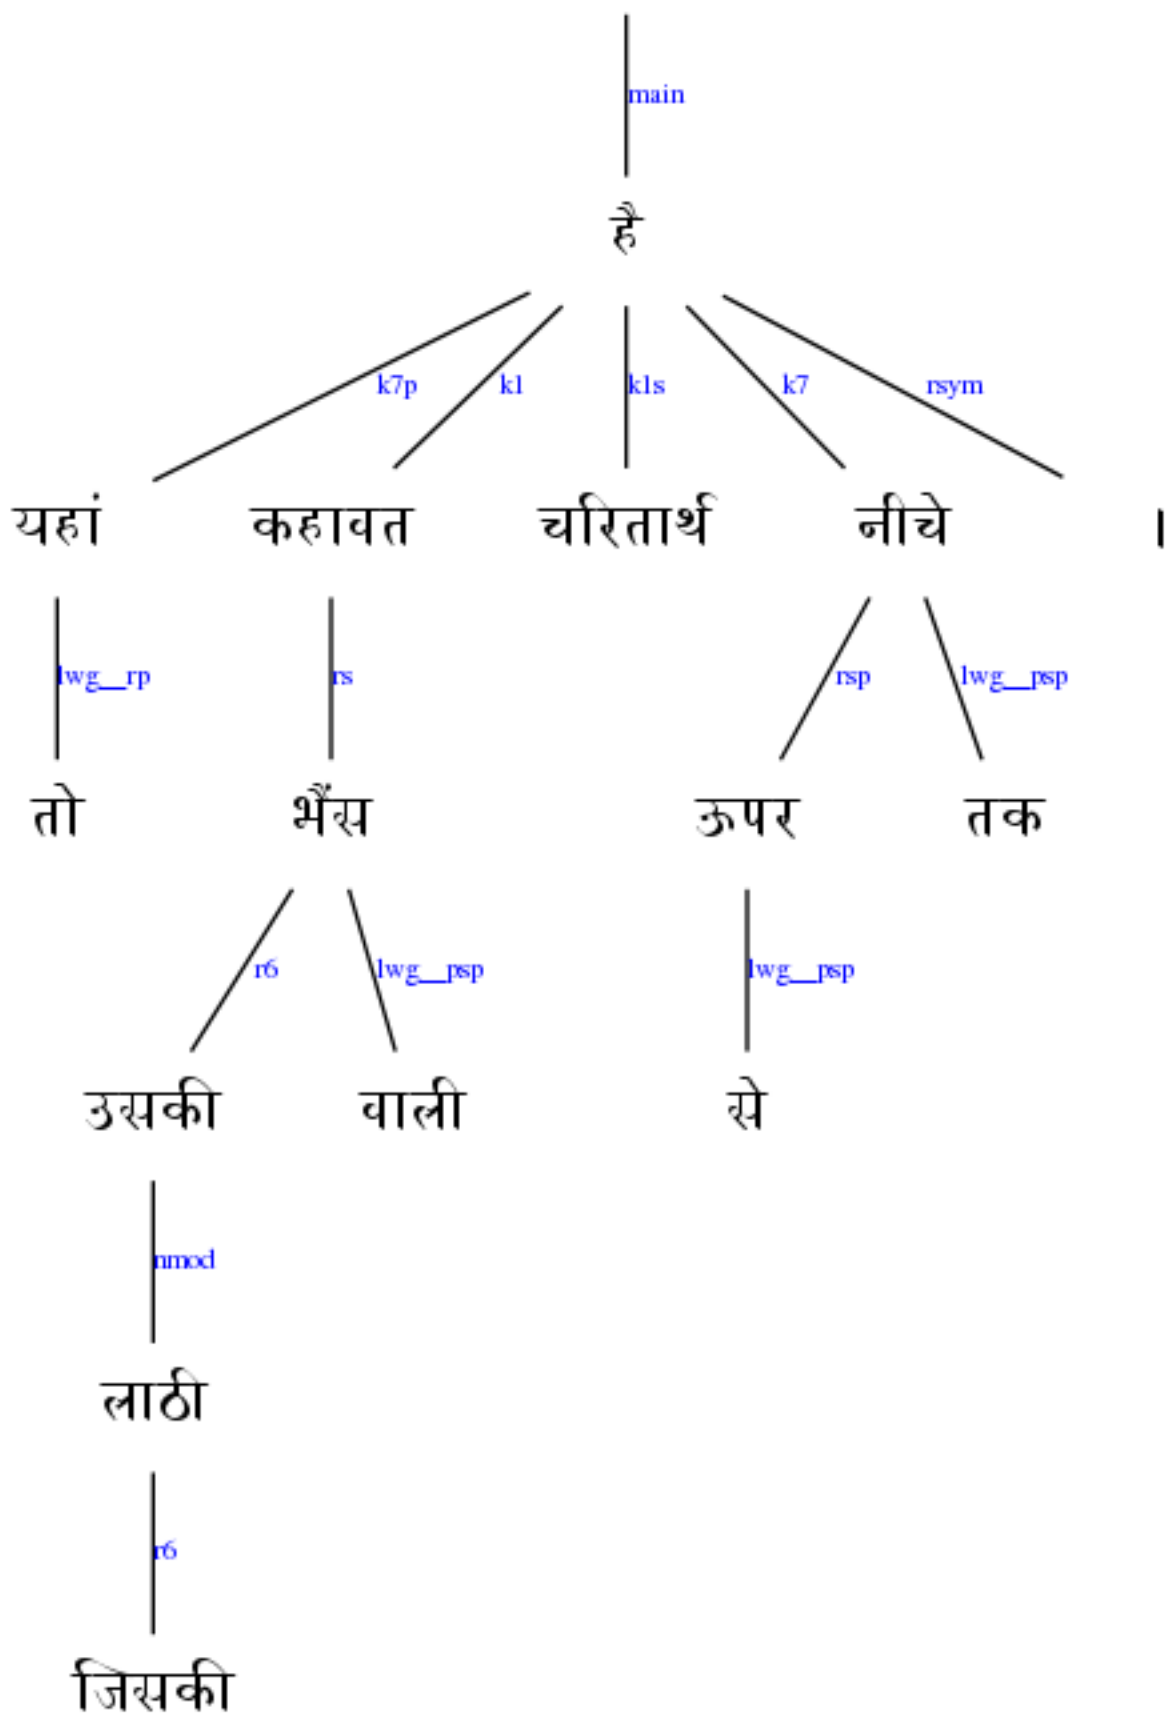 main
है
k7p k1 k1s k7 rsym
यहां कहावत चरितार्थ नीचे ।
lwg__rp rs rsp lwg__psp
तो भैंस ऊपर तक
r6 lwg__psp lwg__psp
उसकी वाली से
nmod
लाठी
r6
जिसकी